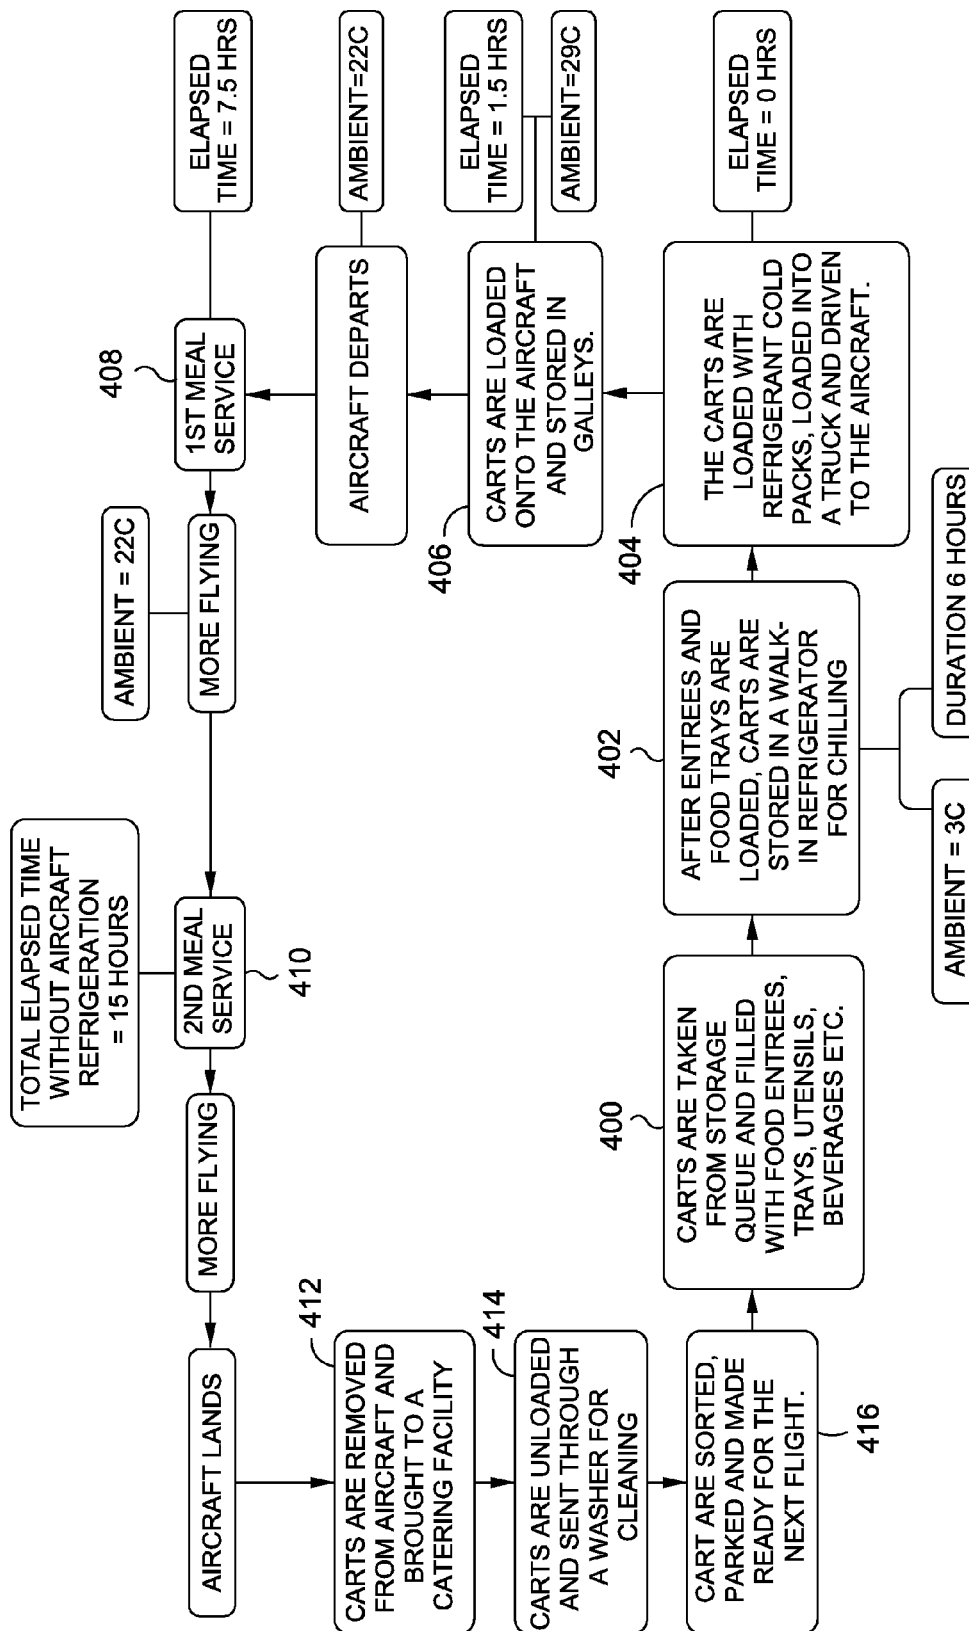 AIRCRAFT LANDS
MORE FLYING
TOTAL ELAPSED TIME
WITHOUT AIRCRAFT
REFRIGERATION
= 15 HOURS
2ND MEAL
SERVICE
410
AMBIENT = 22C
MORE FLYING
408
1ST MEAL
SERVICE
ELAPSED
TIME = 7.5 HRS
412
CARTS ARE REMOVED
FROM AIRCRAFT AND
BROUGHT TO A
CATERING FACILITY
AIRCRAFT DEPARTS
AMBIENT=22C
414
CARTS ARE UNLOADED
AND SENT THROUGH
A WASHER FOR
CLEANING
406
CARTS ARE LOADED
ONTO THE AIRCRAFT
AND STORED IN
GALLEYS.
ELAPSED
TIME = 1.5 HRS
AMBIENT=29C
CART ARE SORTED,
PARKED AND MADE
READY FOR THE
NEXT FLIGHT.
416
400
CARTS ARE TAKEN
FROM STORAGE
QUEUE AND FILLED
WITH FOOD ENTREES,
TRAYS, UTENSILS,
BEVERAGES ETC.
402
AFTER ENTREES AND
FOOD TRAYS ARE
LOADED, CARTS ARE
STORED IN A WALK-
IN REFRIGERATOR
FOR CHILLING
AMBIENT = 3C
DURATION 6 HOURS
404
THE CARTS ARE
LOADED WITH
REFRIGERANT COLD
PACKS, LOADED INTO
A TRUCK AND DRIVEN
TO THE AIRCRAFT.
ELAPSED
TIME = 0 HRS